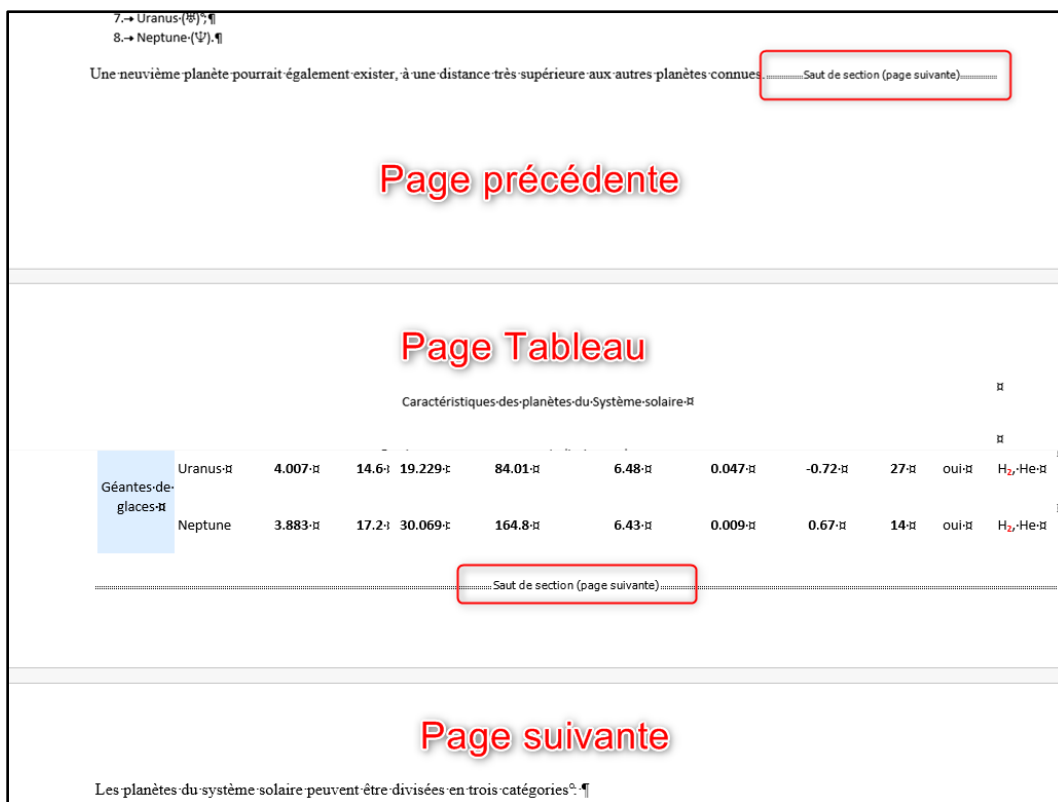 7.→ Uranus·(♅)°;¶
8.→ Neptune·(Ψ).¶
Une·neuvième·planète·pourrait·également·exister,·à·une·distance·très·supérieure·aux·autres·planètes·connues. Saut de section (page suivante)
Page précédente
Page Tableau
¤
Caractéristiques·des·planètes·du·Système·solaire·¤
¤
Uranus·¤ 4.007·¤ 14.6· 19.229· 84.01·¤ 6.48·¤ 0.047·¤ -0.72·¤ 27·¤ oui·¤ H₂,·He·¤
Géantes·de·
glaces·¤
Neptune 3.883·¤ 17.2· 30.069· 164.8·¤ 6.43·¤ 0.009·¤ 0.67·¤ 14·¤ oui·¤ H₂,·He·¤
Saut de section (page suivante)
Page suivante
Les·planètes·du·système·solaire·peuvent·être·divisées·en·trois·catégories°:·¶